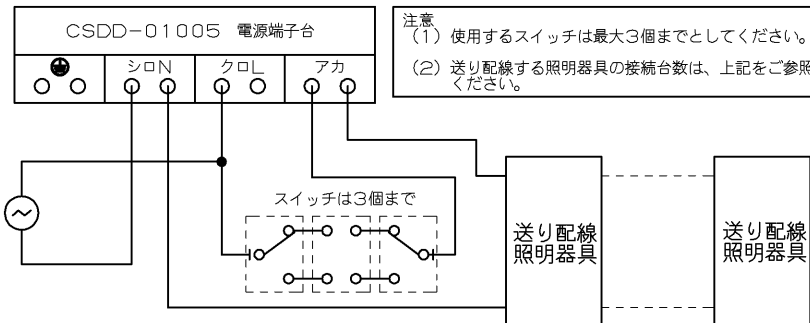 CSDD-01005 電源端子台
シロN
クロL
アカ
注意
(1) 使用するスイッチは最大3個までとしてください。
(2) 送り配線する照明器具の接続台数は、上記をご参照
ください。
スイッチは3個まで
送り配線
照明器具
送り配線
照明器具